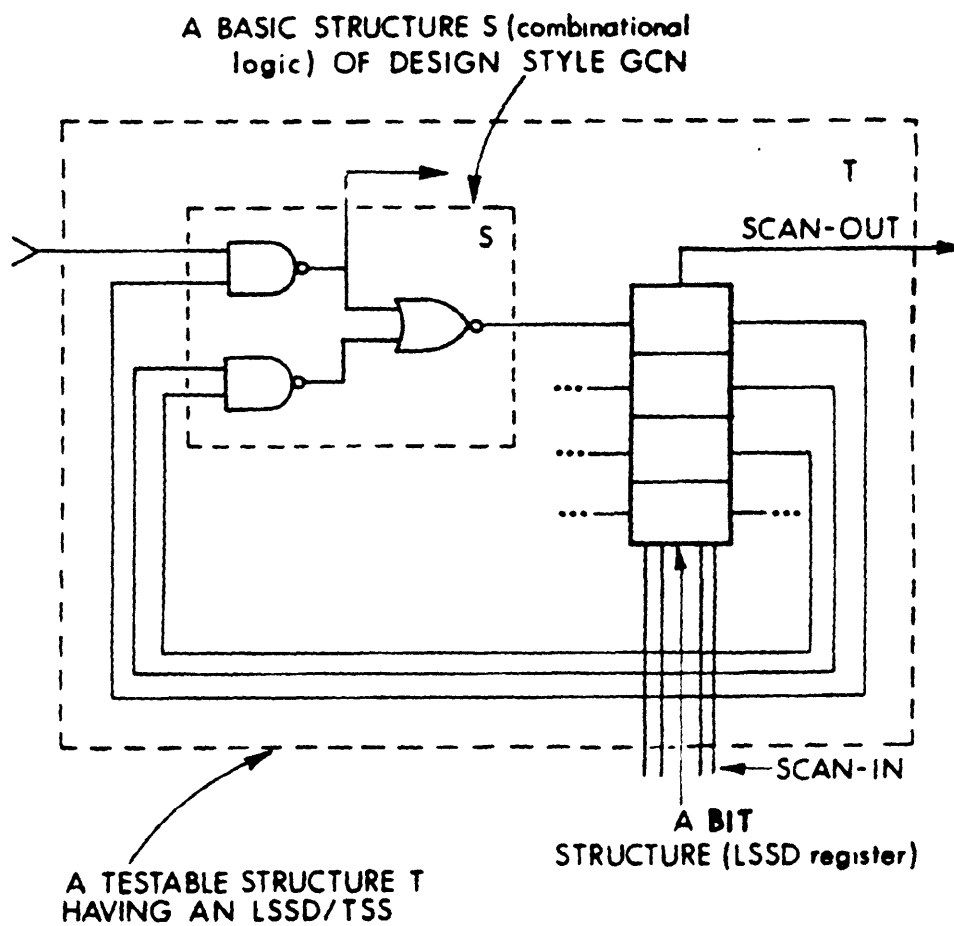 A BASIC STRUCTURE S (combinational
logic) OF DESIGN STYLE GCN
T
S
SCAN-OUT
...
...
...
...
SCAN-IN
A BIT
STRUCTURE (LSSD register)
A TESTABLE STRUCTURE T
HAVING AN LSSD/TSS